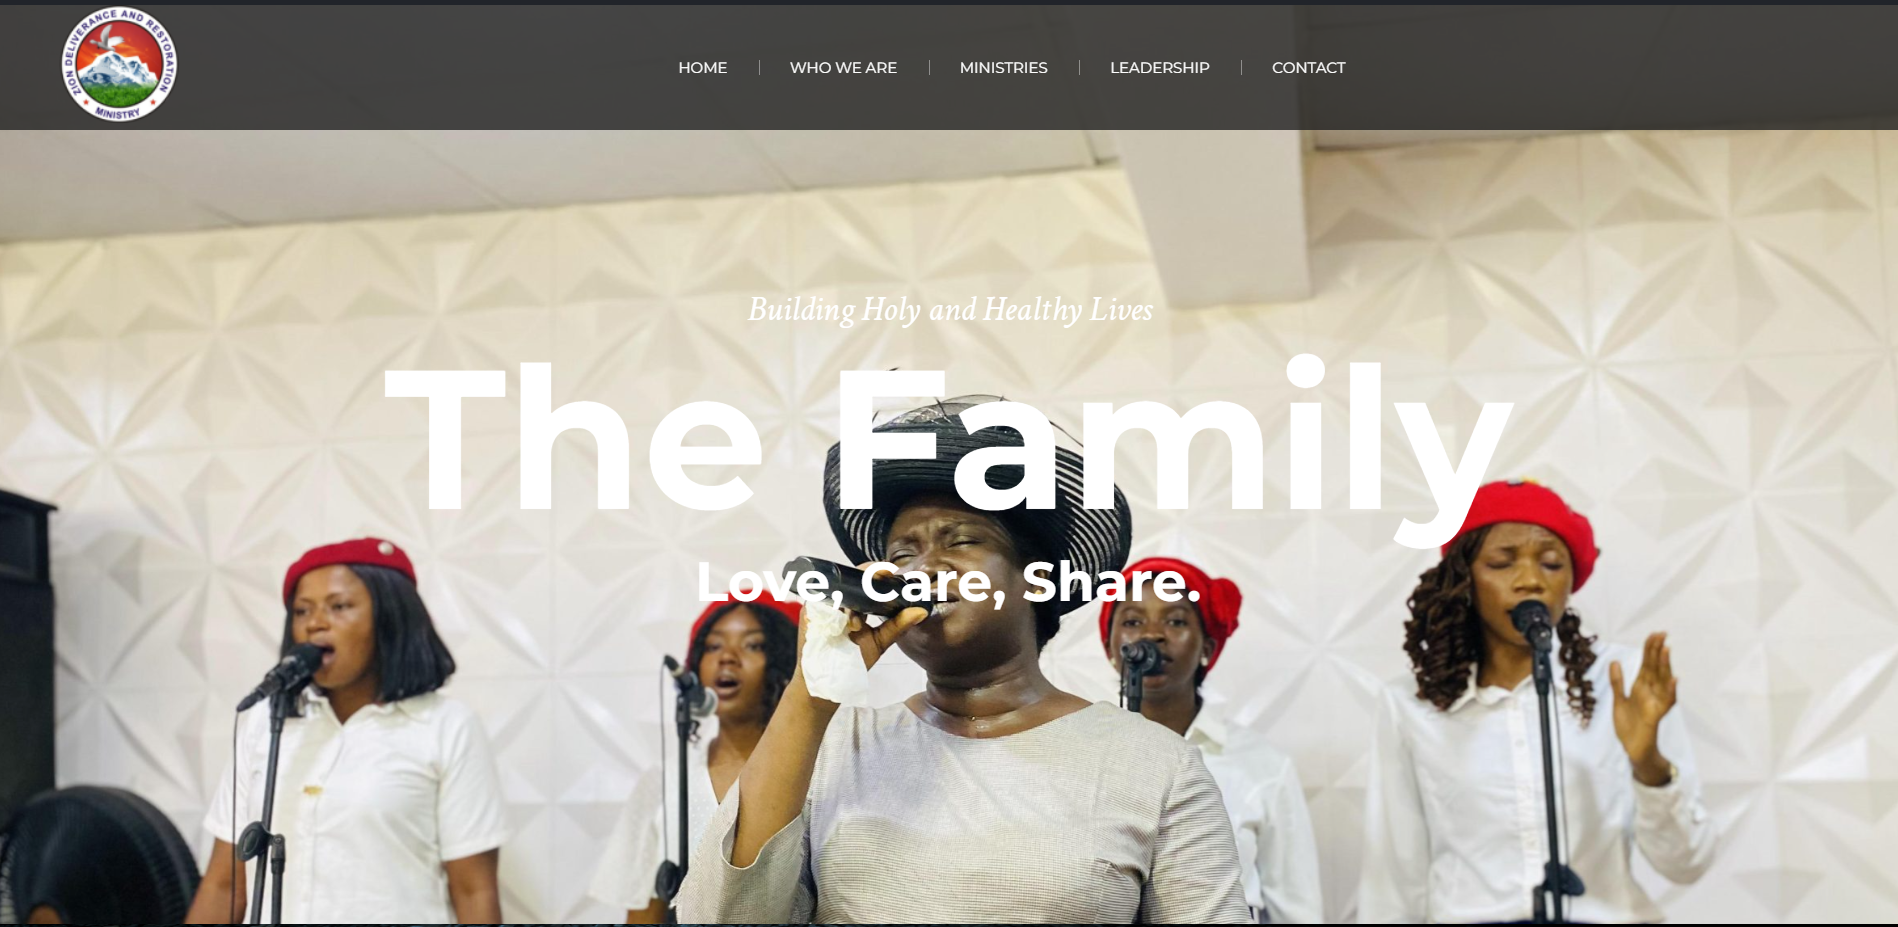 ZION DELIVERANCE AND RESTORATION
MINISTRY
HOME
WHO WE ARE
MINISTRIES
LEADERSHIP
CONTACT
Building Holy and Healthy Lives
The Family
Love, Care, Share.